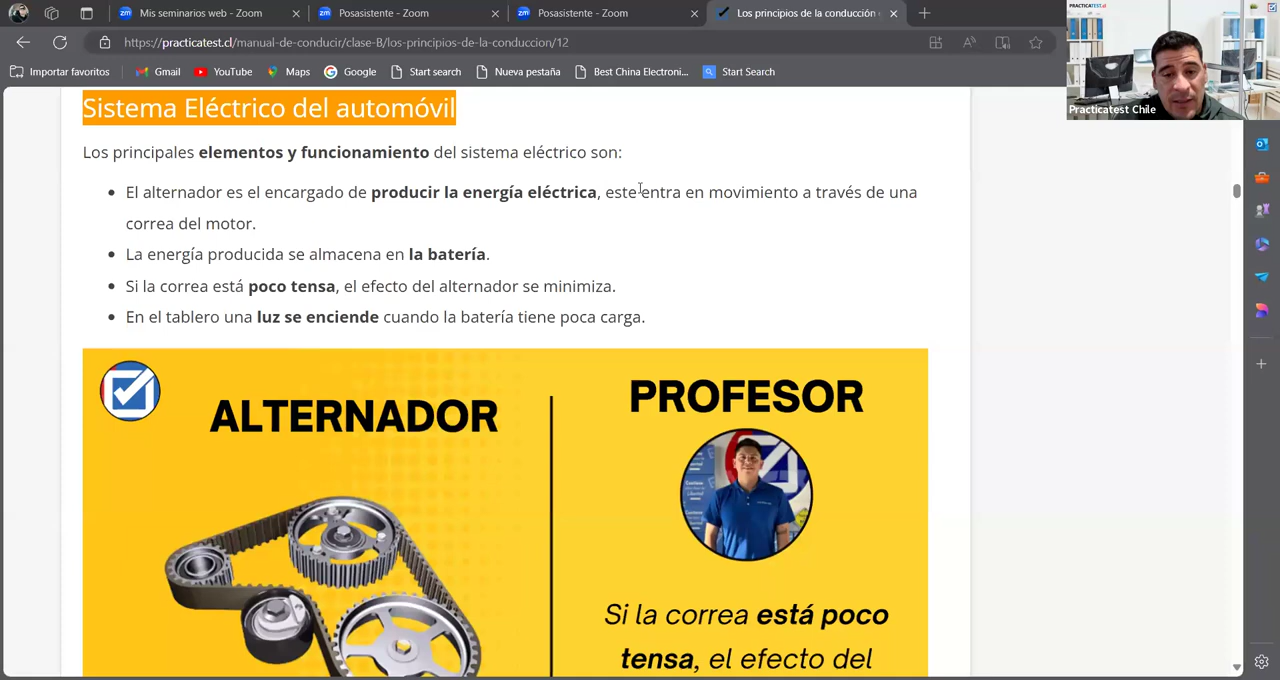 Mis seminarios web - Zoom
Posasistente - Zoom
Posasistente - Zoom
Los principios de la conducción
https://practicatest.cl/manual-de-conducir/clase-B/los-principios-de-la-conduccion/12
Importar favoritos
Gmail
YouTube
Maps
Google
Start search
Nueva pestaña
Best China Electroni...
Start Search
PRACTICATEST.cl
Practicatest Chile
Sistema Eléctrico del automóvil
Los principales elementos y funcionamiento del sistema eléctrico son:
El alternador es el encargado de producir la energía eléctrica, este entra en movimiento a través de una
correa del motor.
La energía producida se almacena en la batería.
Si la correa está poco tensa, el efecto del alternador se minimiza.
En el tablero una luz se enciende cuando la batería tiene poca carga.
ALTERNADOR
PROFESOR
Si la correa está poco
tensa, el efecto del